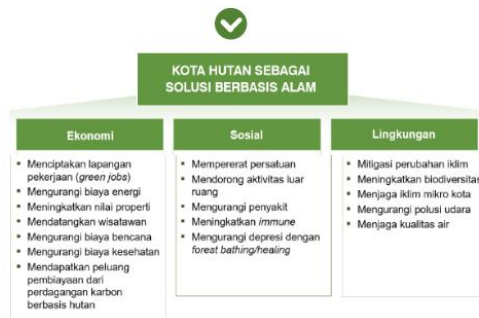 KOTA HUTAN SEBAGAI
SOLUSI BERBASIS ALAM
Ekonomi
▪ Menciptakan lapangan
pekerjaan (green jobs)
▪ Mengurangi biaya energi
▪ Meningkatkan nilai properti
▪ Mendatangkan wisatawan
▪ Mengurangi biaya bencana
▪ Mengurangi biaya kesehatan
▪ Mendapatkan peluang
pembiayaan dari
perdagangan karbon
berbasis hutan
Sosial
▪ Mempererat persatuan
▪ Mendorong aktivitas luar
ruang
▪ Mengurangi penyakit
▪ Meningkatkan immune
▪ Mengurangi depresi dengan
forest bathing/healing
Lingkungan
▪ Mitigasi perubahan iklim
▪ Meningkatkan biodiversitas
▪ Menjaga iklim mikro kota
▪ Mengurangi polusi udara
▪ Menjaga kualitas air